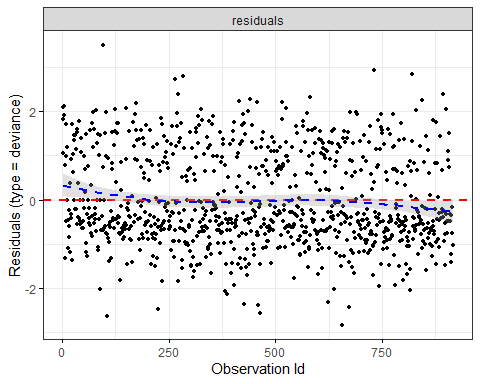 residuals
Residuals (type = deviance)
2
0
-2
0
250
500
750
Observation Id